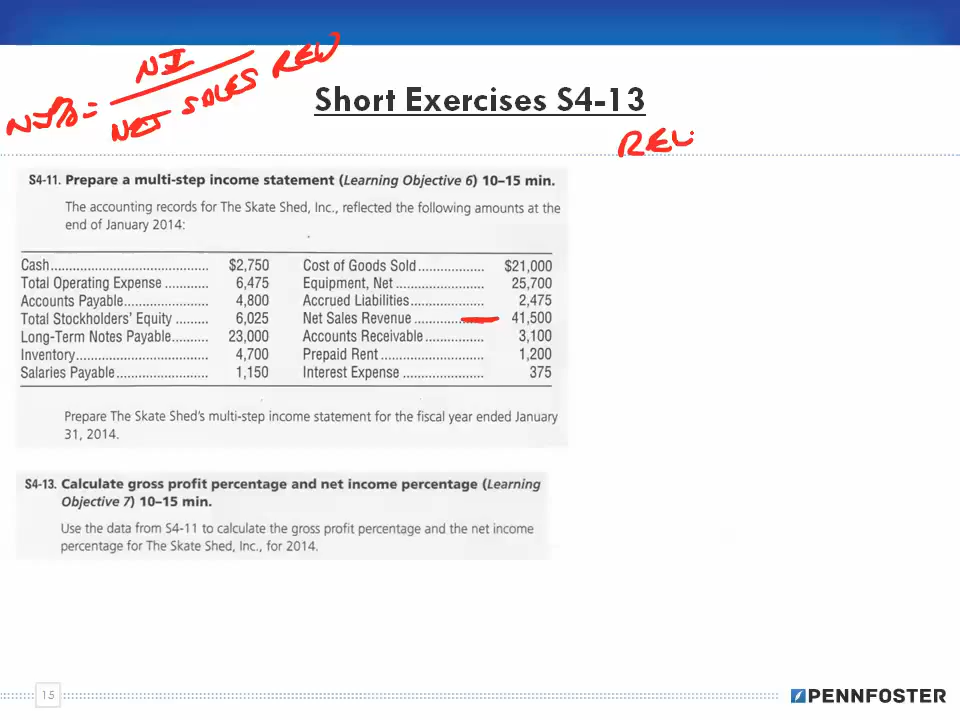 NI% = NI / NET SALES REV
Short Exercises S4-13
REV
S4-11. Prepare a multi-step income statement (Learning Objective 6) 10–15 min.
The accounting records for The Skate Shed, Inc., reflected the following amounts at the
end of January 2014:
Cash.......................................... $2,750 Cost of Goods Sold................. $21,000
Total Operating Expense ............ 6,475 Equipment, Net....................... 25,700
Accounts Payable....................... 4,800 Accrued Liabilities................... 2,475
Total Stockholders' Equity ......... 6,025 Net Sales Revenue .................. 41,500
Long-Term Notes Payable.......... 23,000 Accounts Receivable................ 3,100
Inventory................................... 4,700 Prepaid Rent........................... 1,200
Salaries Payable......................... 1,150 Interest Expense ...................... 375
Prepare The Skate Shed's multi-step income statement for the fiscal year ended January
31, 2014.
S4-13. Calculate gross profit percentage and net income percentage (Learning
Objective 7) 10–15 min.
Use the data from S4-11 to calculate the gross profit percentage and the net income
percentage for The Skate Shed, Inc., for 2014.
15
PENNFOSTER